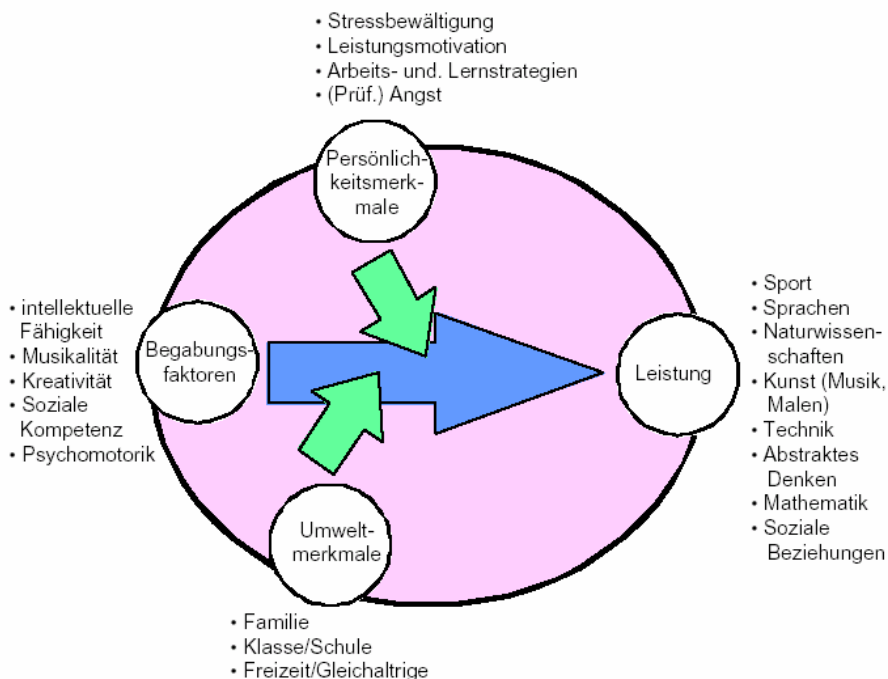 • Stressbewältigung
• Leistungsmotivation
• Arbeits- und. Lernstrategien
• (Prüf.) Angst
Persönlich-
keitsmerk-
male
• intellektuelle
Fähigkeit
• Musikalität
• Kreativität
• Soziale
Kompetenz
• Psychomotorik
Begabungs-
faktoren
Leistung
• Sport
• Sprachen
• Naturwissen-
schaften
• Kunst (Musik,
Malen)
• Technik
• Abstraktes
Denken
• Mathematik
• Soziale
Beziehungen
Umwelt-
merkmale
• Familie
• Klasse/Schule
• Freizeit/Gleichaltrige